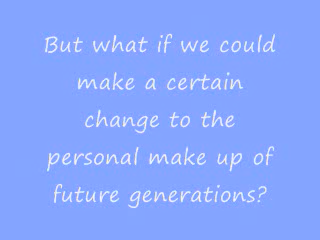 But what if we could
make a certain
change to the
personal make up of
future generations?